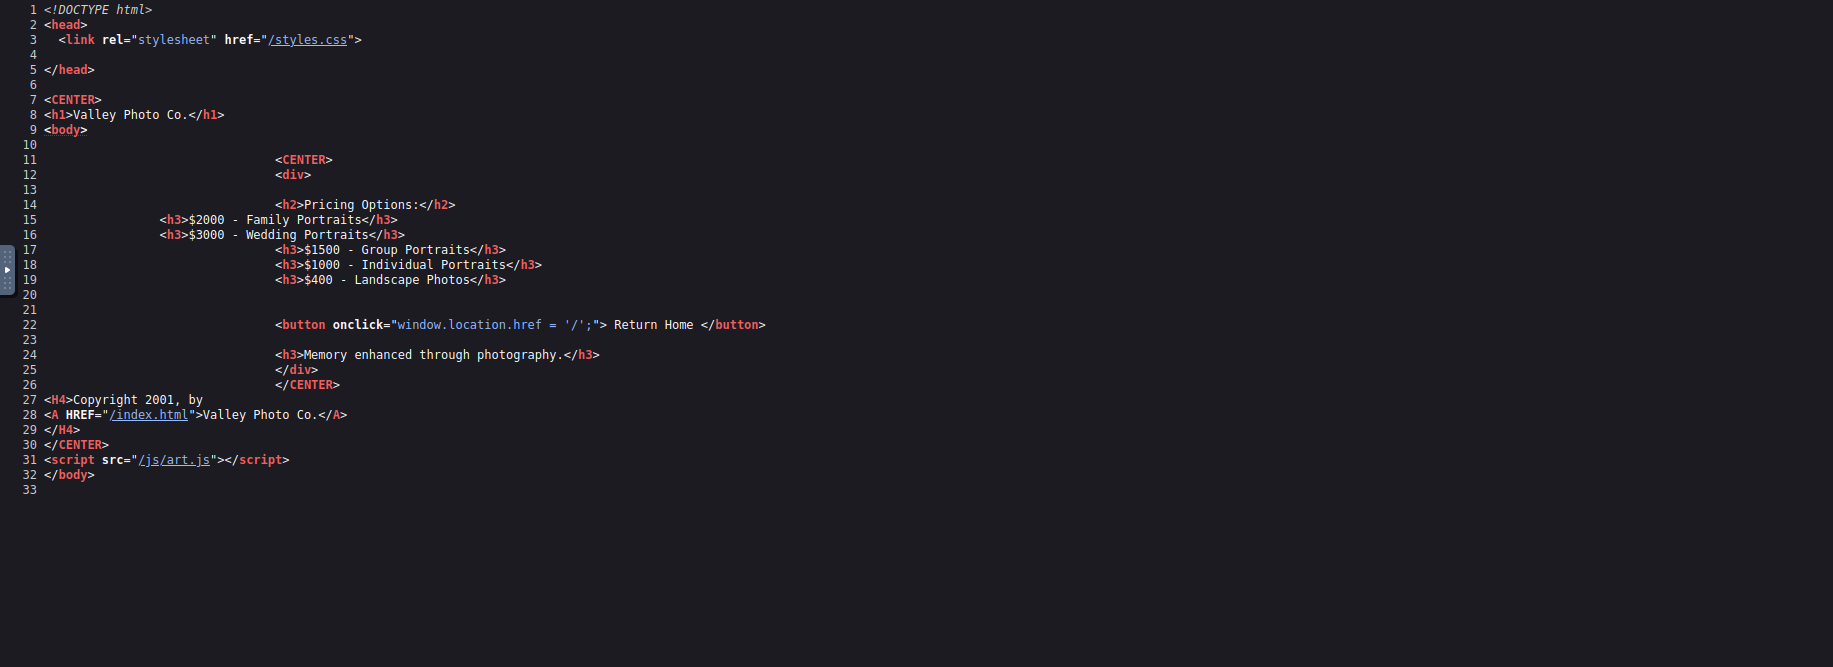 1 <!DOCTYPE html>
2 <head>
3   <link rel="stylesheet" href="/styles.css">
4
5 </head>
6
7 <CENTER>
8 <h1>Valley Photo Co.</h1>
9 <body>
10
11                                 <CENTER>
12                                 <div>
13
14                                 <h2>Pricing Options:</h2>
15                 <h3>$2000 - Family Portraits</h3>
16                 <h3>$3000 - Wedding Portraits</h3>
17                                 <h3>$1500 - Group Portraits</h3>
18                                 <h3>$1000 - Individual Portraits</h3>
19                                 <h3>$400 - Landscape Photos</h3>
20
21
22                                 <button onclick="window.location.href = '/';"> Return Home </button>
23
24                                 <h3>Memory enhanced through photography.</h3>
25                                 </div>
26                                 </CENTER>
27 <H4>Copyright 2001, by
28 <A HREF="/index.html">Valley Photo Co.</A>
29 </H4>
30 </CENTER>
31 <script src="/js/art.js"></script>
32 </body>
33